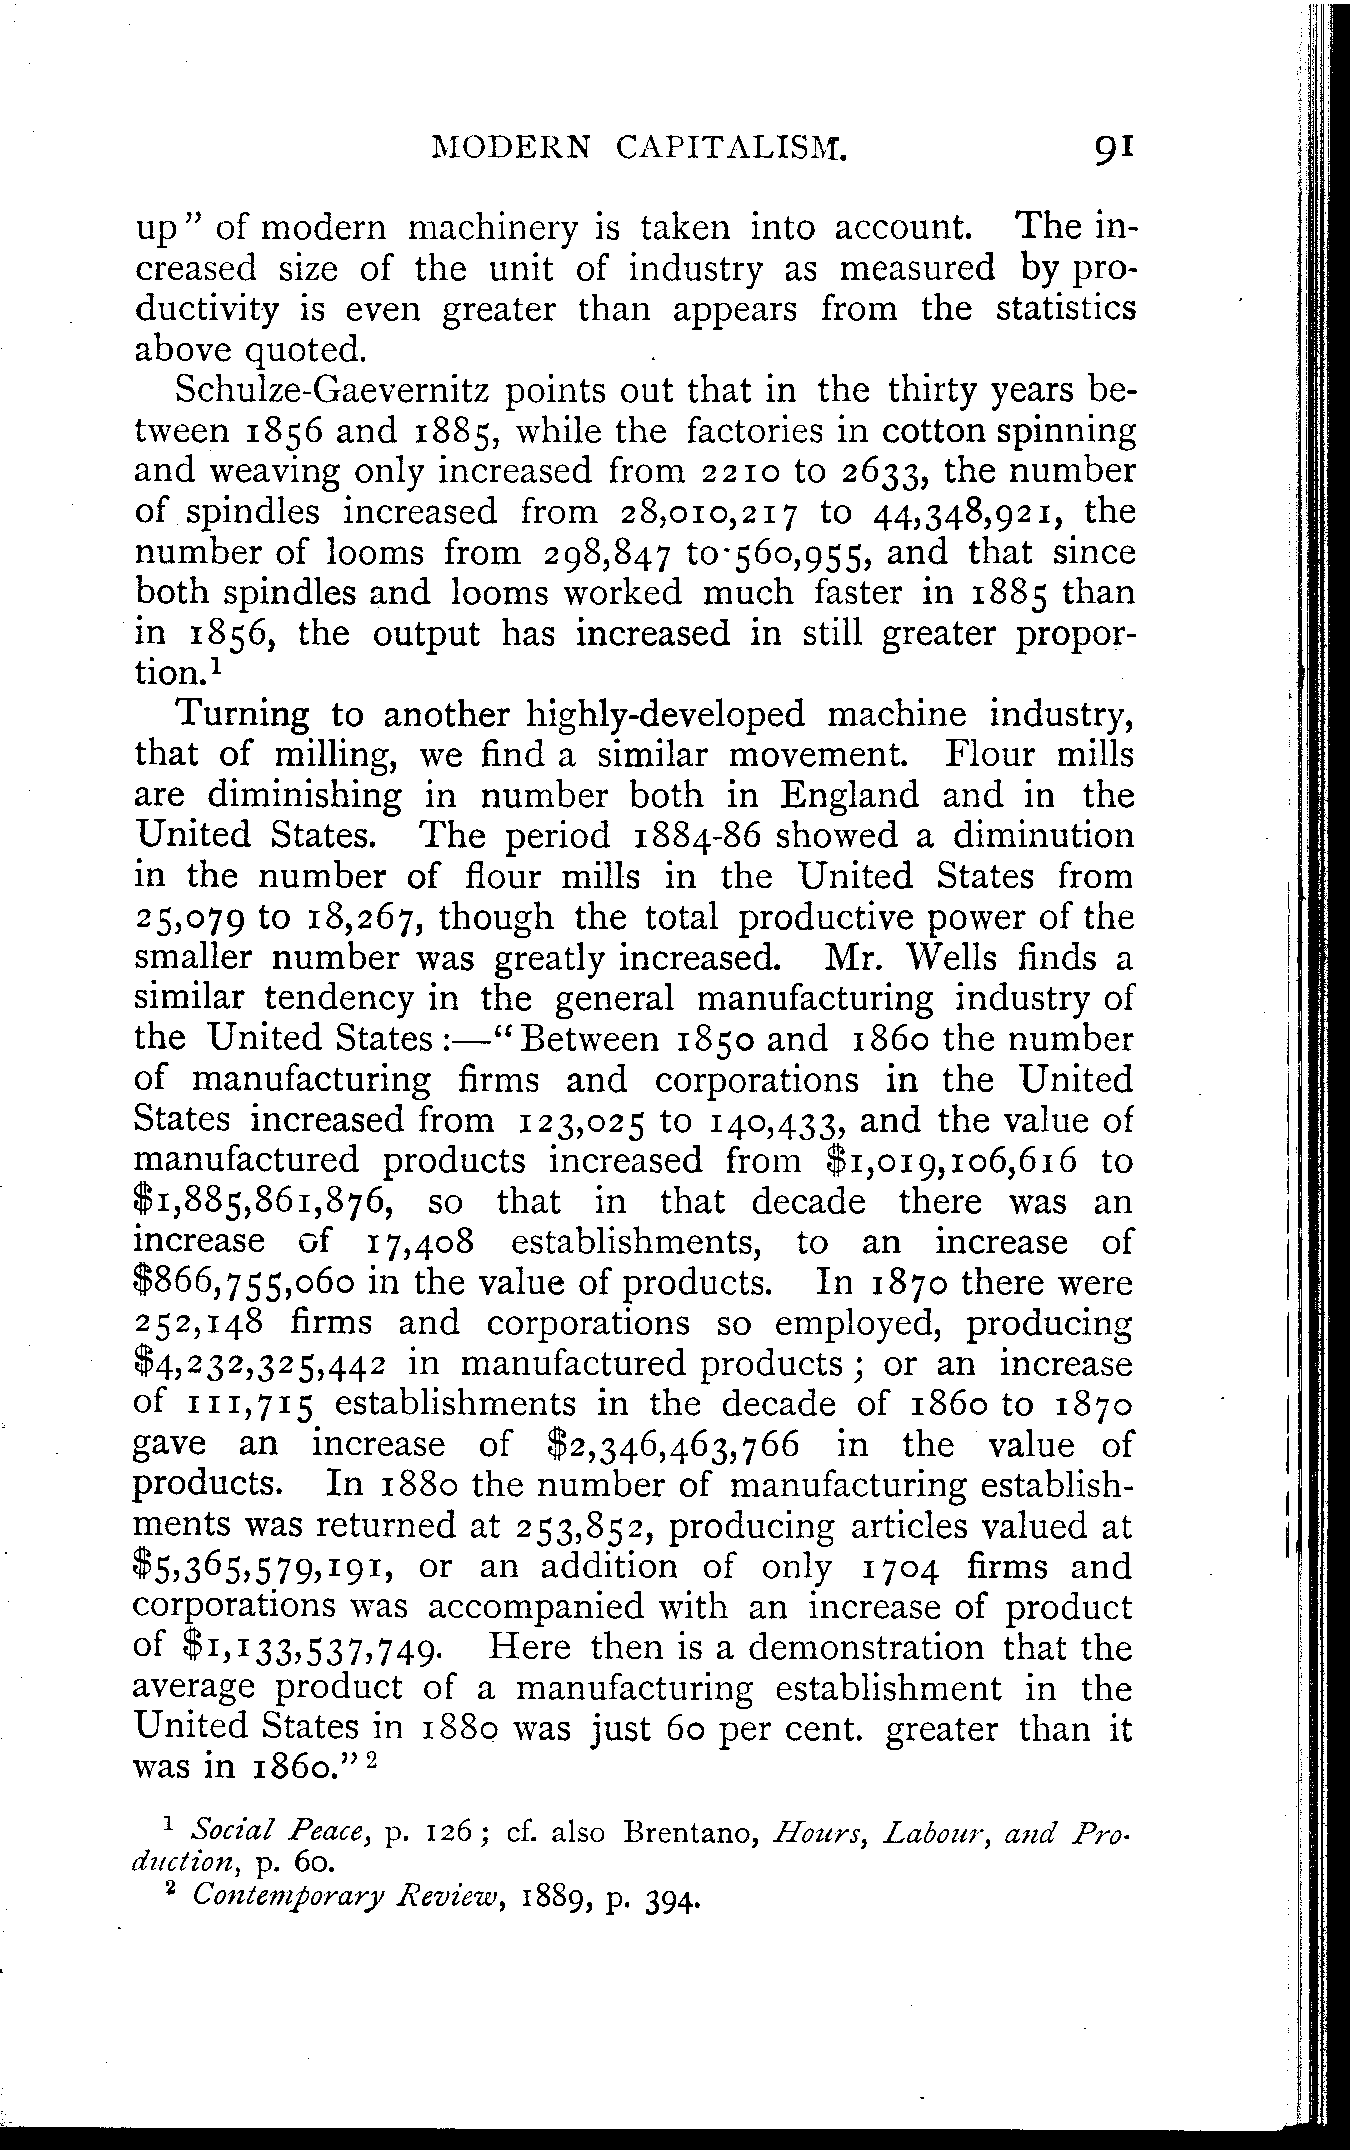 MODERN CAPITALISM. 91
up" of modern machinery is taken into account. The in-
creased size of the unit of industry as measured by pro-
ductivity is even greater than appears from the statistics
above quoted.
Schulze-Gaevernitz points out that in the thirty years be-
tween 1856 and 1885, while the factories in cotton spinning
and weaving only increased from 2210 to 2633, the number
of spindles increased from 28,010,217 to 44,348,921, the
number of looms from 298,847 to 560,955, and that since
both spindles and looms worked much faster in 1885 than
in 1856, the output has increased in still greater propor-
tion.¹
Turning to another highly-developed machine industry,
that of milling, we find a similar movement. Flour mills
are diminishing in number both in England and in the
United States. The period 1884-86 showed a diminution
in the number of flour mills in the United States from
25,079 to 18,267, though the total productive power of the
smaller number was greatly increased. Mr. Wells finds a
similar tendency in the general manufacturing industry of
the United States:—"Between 1850 and 1860 the number
of manufacturing firms and corporations in the United
States increased from 123,025 to 140,433, and the value of
manufactured products increased from $1,019,106,616 to
$1,885,861,876, so that in that decade there was an
increase of 17,408 establishments, to an increase of
$866,755,060 in the value of products. In 1870 there were
252,148 firms and corporations so employed, producing
$4,232,325,442 in manufactured products; or an increase
of 111,715 establishments in the decade of 1860 to 1870
gave an increase of $2,346,463,766 in the value of
products. In 1880 the number of manufacturing establish-
ments was returned at 253,852, producing articles valued at
$5,365,579,191, or an addition of only 1704 firms and
corporations was accompanied with an increase of product
of $1,133,537,749. Here then is a demonstration that the
average product of a manufacturing establishment in the
United States in 1880 was just 60 per cent. greater than it
was in 1860."²
¹ Social Peace, p. 126; cf. also Brentano, Hours, Labour, and Pro-
duction, p. 60.
² Contemporary Review, 1889, p. 394.